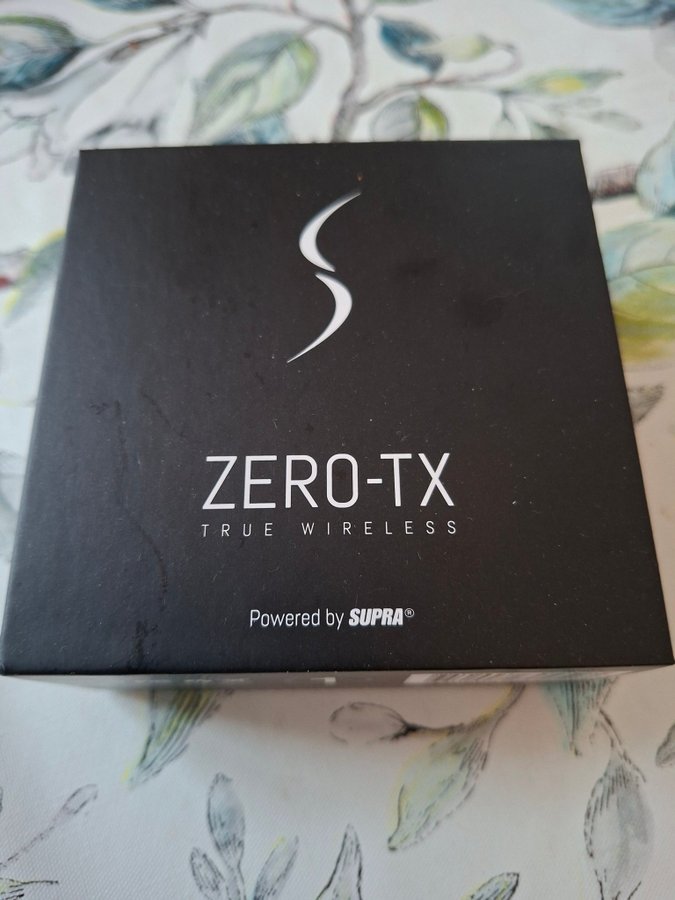 ZERO-TX
TRUE WIRELESS
Powered by SUPRA®